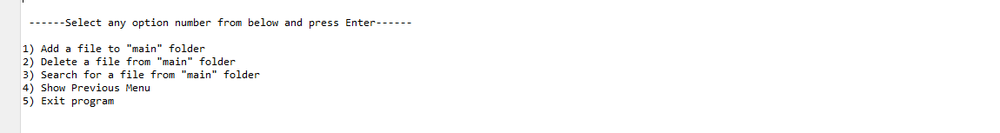 ------Select any option number from below and press Enter------
1) Add a file to "main" folder
2) Delete a file from "main" folder
3) Search for a file from "main" folder
4) Show Previous Menu
5) Exit program